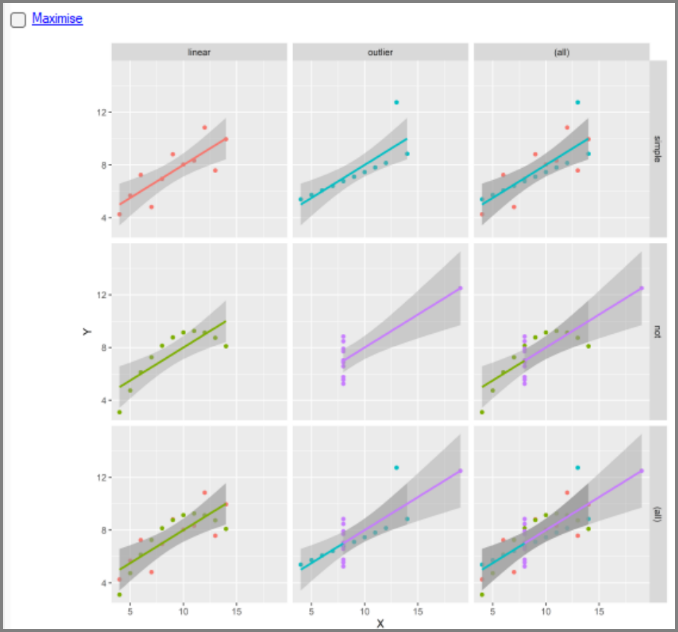 Maximise
linear outlier (all)
12
8
4
simple
12
8
4
Y
not
12
8
4
(all)
5 10 15 5 10 15 5 10 15
X